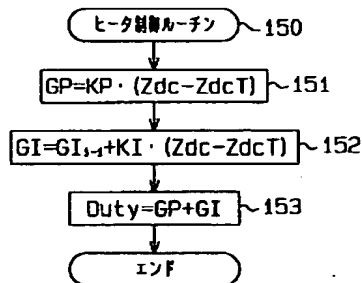 ヒータ制御ルーチン 150
GP=KP・(Zdc-ZdcT) 151
GI=GIi-1+KI・(Zdc-ZdcT) 152
Duty=GP+GI 153
エンド